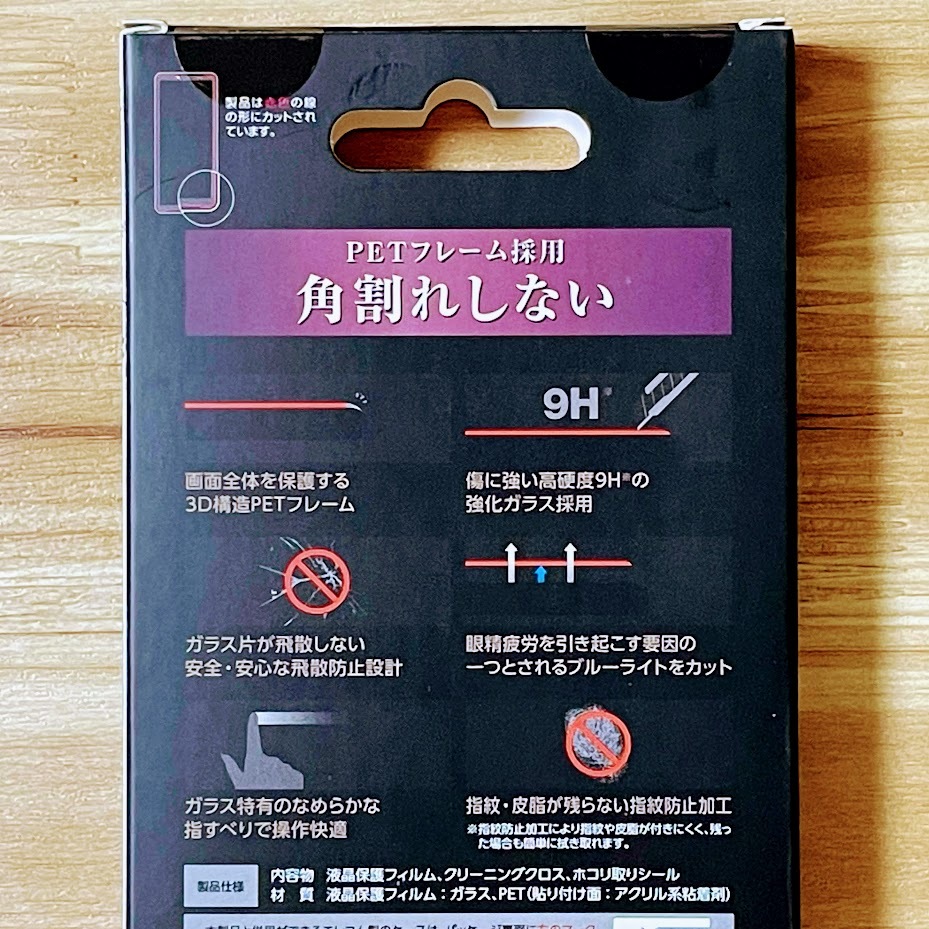 製品は赤色の線
の形にカットされ
ています。
PETフレーム採用
角割れしない
9H※
画面全体を保護する
3D構造PETフレーム
傷に強い高硬度9H※の
強化ガラス採用
ガラス片が飛散しない
安全・安心な飛散防止設計
眼精疲労を引き起こす要因の
一つとされるブルーライトをカット
ガラス特有のなめらかな
指すべりで操作快適
指紋・皮脂が残らない指紋防止加工
※指紋防止加工により指紋や皮脂が付きにくく、残っ
た場合も簡単に拭き取れます。
製品仕様
内容物 液晶保護フィルム、クリーニングクロス、ホコリ取りシール
材 質 液晶保護フィルム：ガラス、PET（貼り付け面：アクリル系粘着剤）